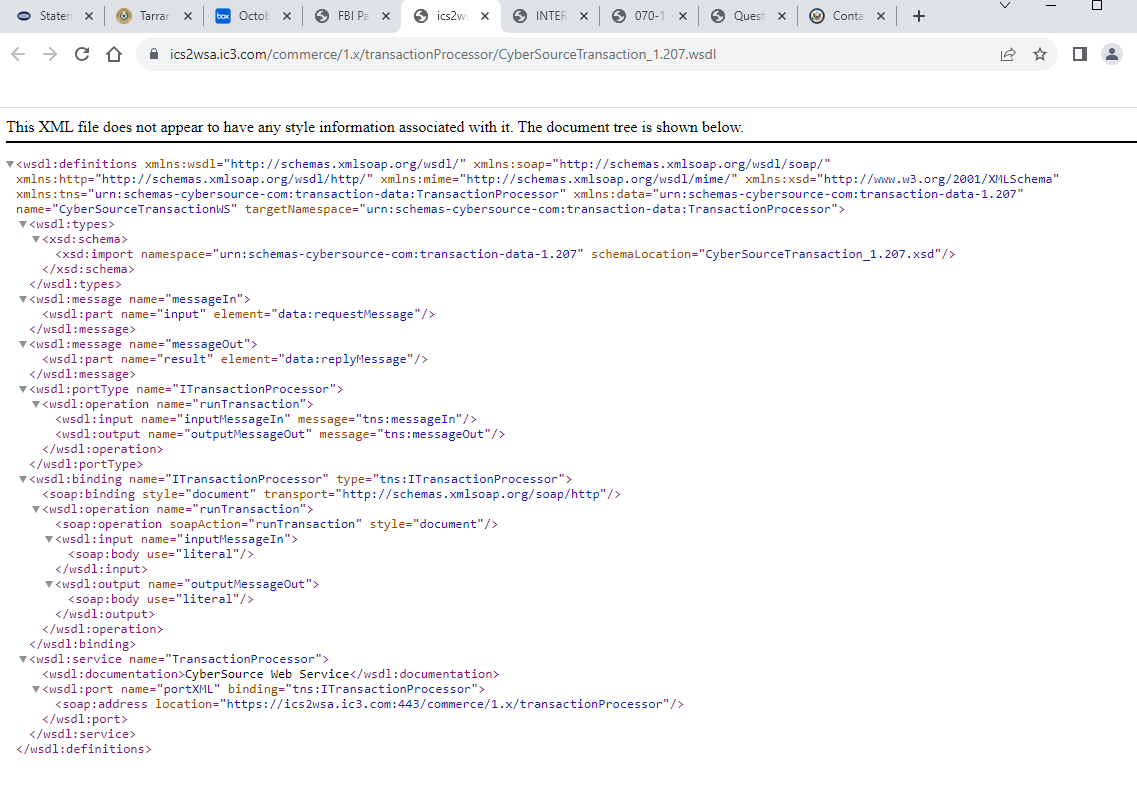 Staten
Tarran
box
Octob
FBI Pa
ics2ws
INTER
070-1
Quest
Conta
ics2wsa.ic3.com/commerce/1.x/transactionProcessor/CyberSourceTransaction_1.207.wsdl
This XML file does not appear to have any style information associated with it. The document tree is shown below.
<wsdl:definitions xmlns:wsdl="http://schemas.xmlsoap.org/wsdl/" xmlns:soap="http://schemas.xmlsoap.org/wsdl/soap/"
xmlns:http="http://schemas.xmlsoap.org/wsdl/http/" xmlns:mime="http://schemas.xmlsoap.org/wsdl/mime/" xmlns:xsd="http://www.w3.org/2001/XMLSchema"
xmlns:tns="urn:schemas-cybersource-com:transaction-data:TransactionProcessor" xmlns:data="urn:schemas-cybersource-com:transaction-data-1.207"
name="CyberSourceTransactionWS" targetNamespace="urn:schemas-cybersource-com:transaction-data:TransactionProcessor">
<wsdl:types>
<xsd:schema>
<xsd:import namespace="urn:schemas-cybersource-com:transaction-data-1.207" schemaLocation="CyberSourceTransaction_1.207.xsd"/>
</xsd:schema>
</wsdl:types>
<wsdl:message name="messageIn">
<wsdl:part name="input" element="data:requestMessage"/>
</wsdl:message>
<wsdl:message name="messageOut">
<wsdl:part name="result" element="data:replyMessage"/>
</wsdl:message>
<wsdl:portType name="ITransactionProcessor">
<wsdl:operation name="runTransaction">
<wsdl:input name="inputMessageIn" message="tns:messageIn"/>
<wsdl:output name="outputMessageOut" message="tns:messageOut"/>
</wsdl:operation>
</wsdl:portType>
<wsdl:binding name="ITransactionProcessor" type="tns:ITransactionProcessor">
<soap:binding style="document" transport="http://schemas.xmlsoap.org/soap/http"/>
<wsdl:operation name="runTransaction">
<soap:operation soapAction="runTransaction" style="document"/>
<wsdl:input name="inputMessageIn">
<soap:body use="literal"/>
</wsdl:input>
<wsdl:output name="outputMessageOut">
<soap:body use="literal"/>
</wsdl:output>
</wsdl:operation>
</wsdl:binding>
<wsdl:service name="TransactionProcessor">
<wsdl:documentation>CyberSource Web Service</wsdl:documentation>
<wsdl:port name="portXML" binding="tns:ITransactionProcessor">
<soap:address location="https://ics2wsa.ic3.com:443/commerce/1.x/transactionProcessor"/>
</wsdl:port>
</wsdl:service>
</wsdl:definitions>